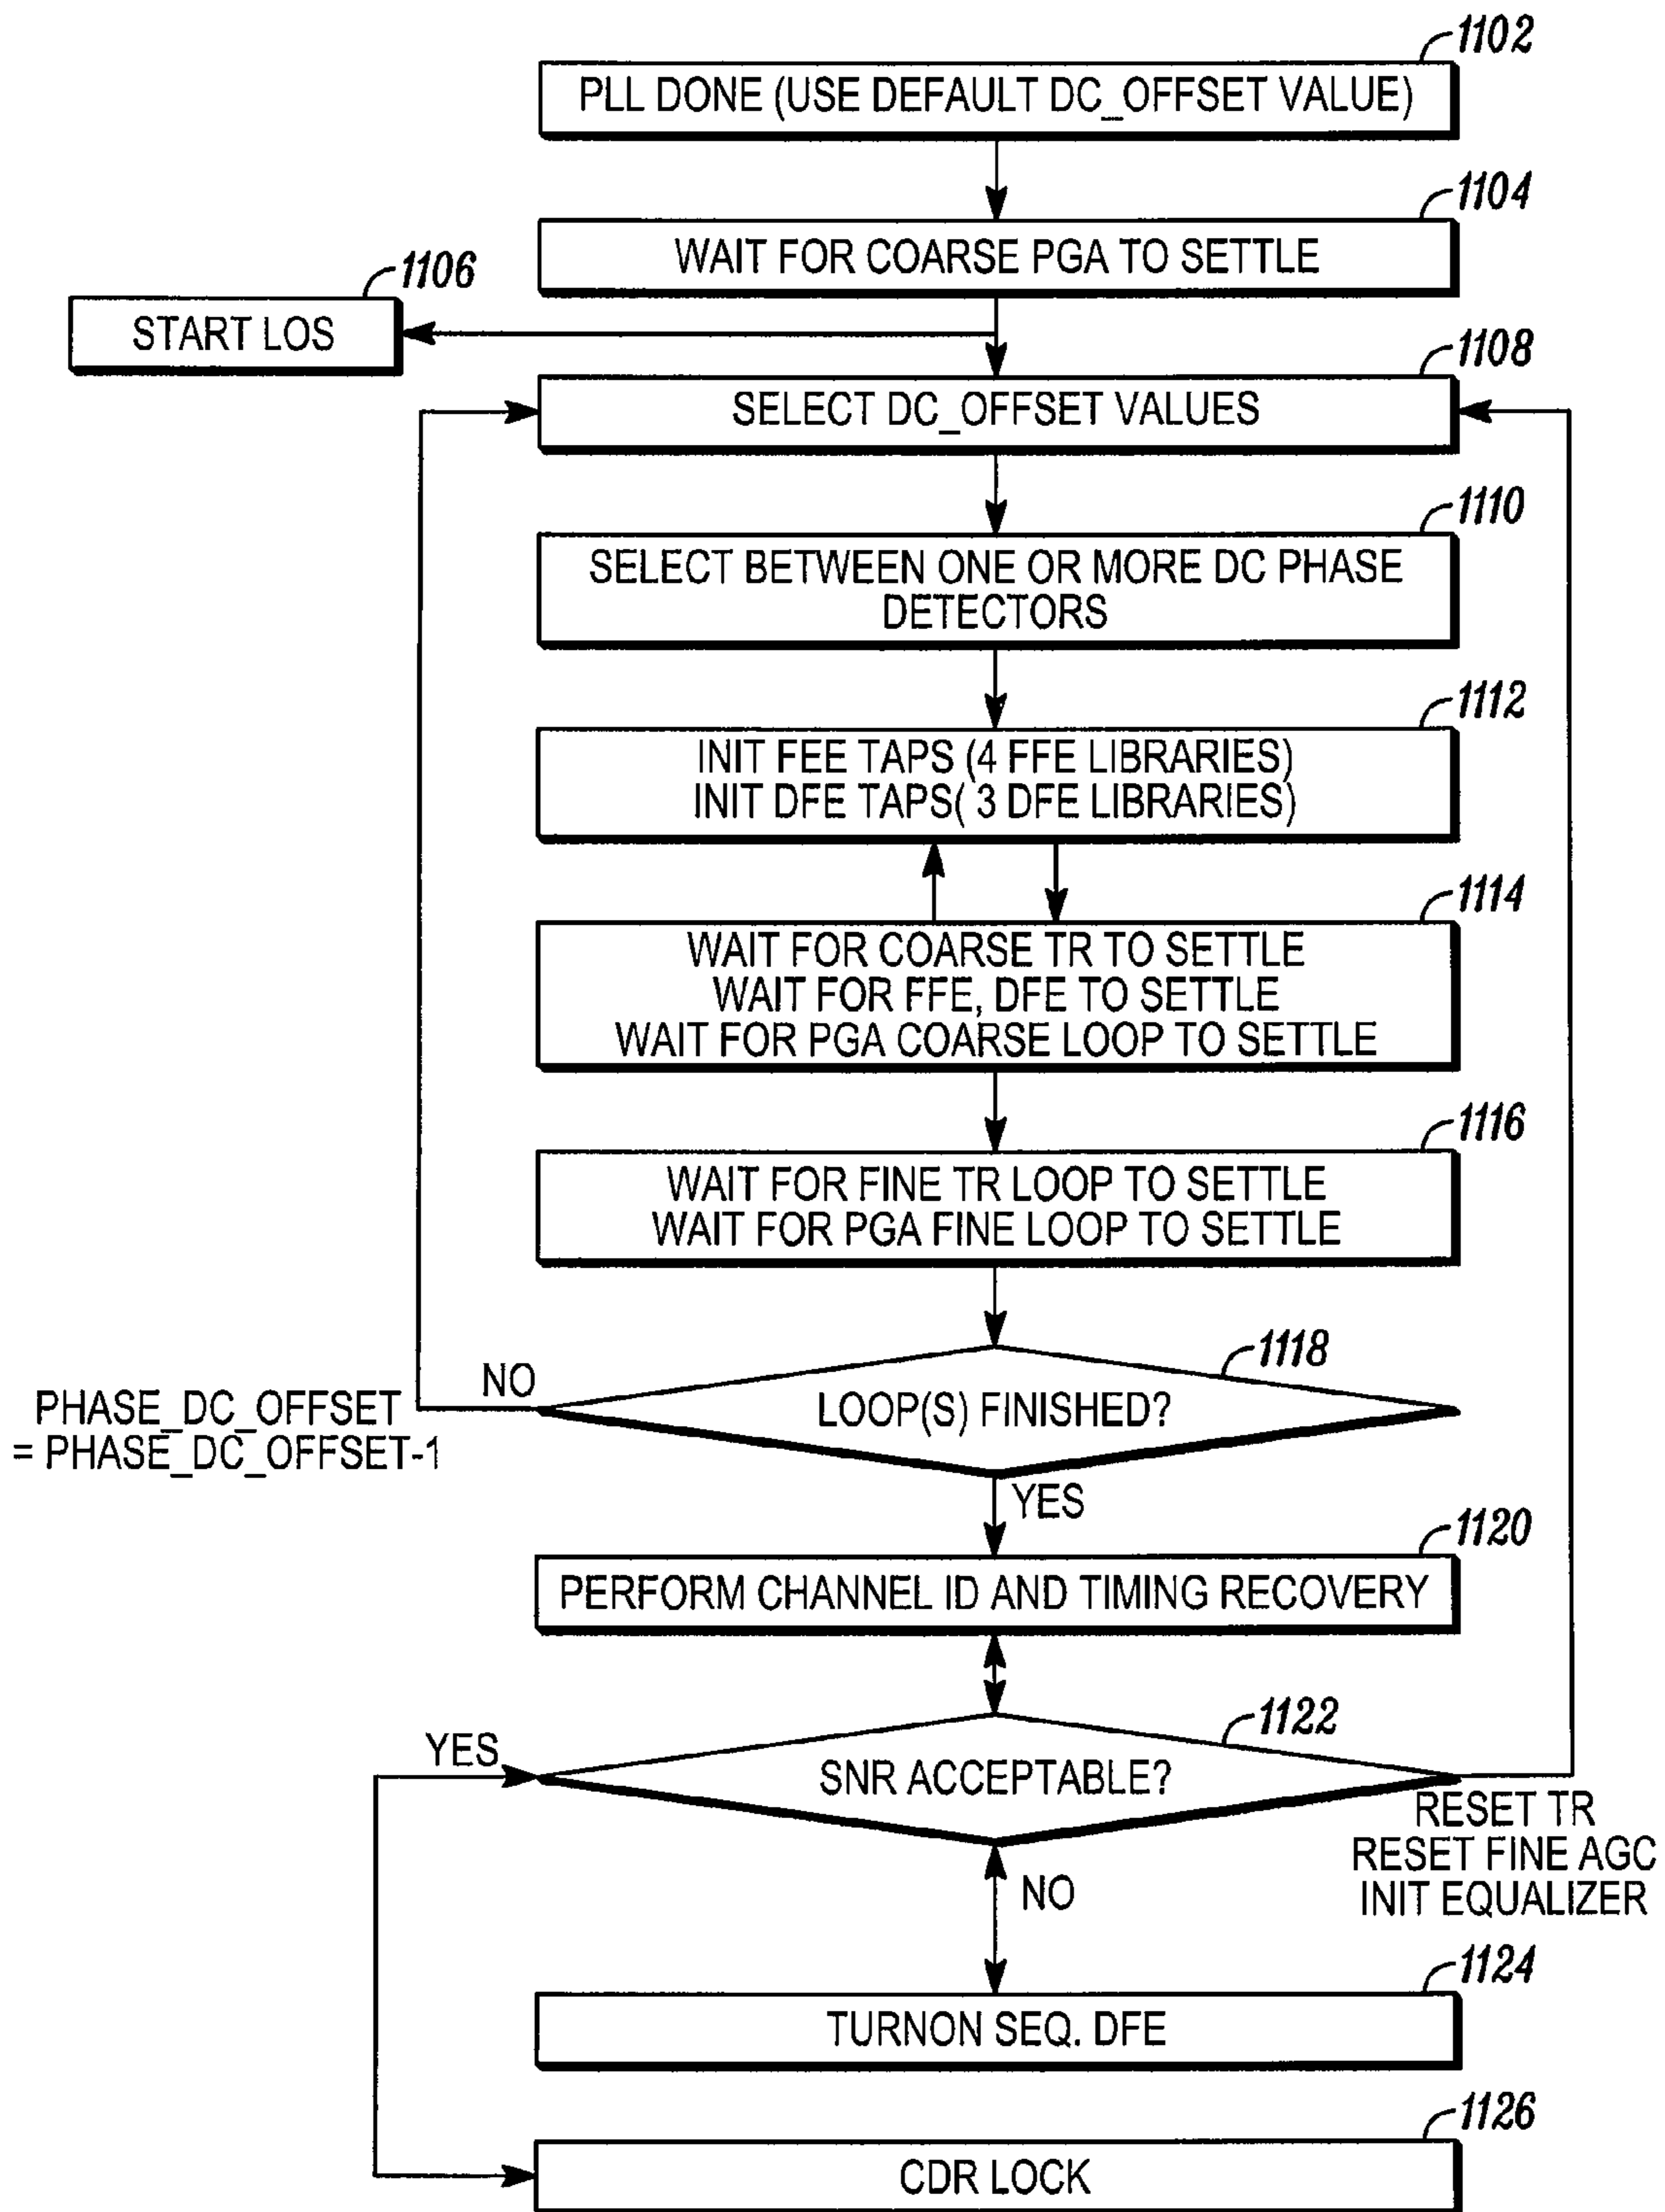 1102
PLL DONE (USE DEFAULT DC_OFFSET VALUE)
1104
WAIT FOR COARSE PGA TO SETTLE
1106
START LOS
1108
SELECT DC_OFFSET VALUES
1110
SELECT BETWEEN ONE OR MORE DC PHASE
DETECTORS
1112
INIT FEE TAPS (4 FFE LIBRARIES)
INIT DFE TAPS( 3 DFE LIBRARIES)
1114
WAIT FOR COARSE TR TO SETTLE
WAIT FOR FFE, DFE TO SETTLE
WAIT FOR PGA COARSE LOOP TO SETTLE
1116
WAIT FOR FINE TR LOOP TO SETTLE
WAIT FOR PGA FINE LOOP TO SETTLE
1118
LOOP(S) FINISHED?
NO
PHASE_DC_OFFSET
= PHASE_DC_OFFSET-1
YES
1120
PERFORM CHANNEL ID AND TIMING RECOVERY
1122
YES
SNR ACCEPTABLE?
RESET TR
RESET FINE AGC
INIT EQUALIZER
NO
1124
TURNON SEQ. DFE
1126
CDR LOCK